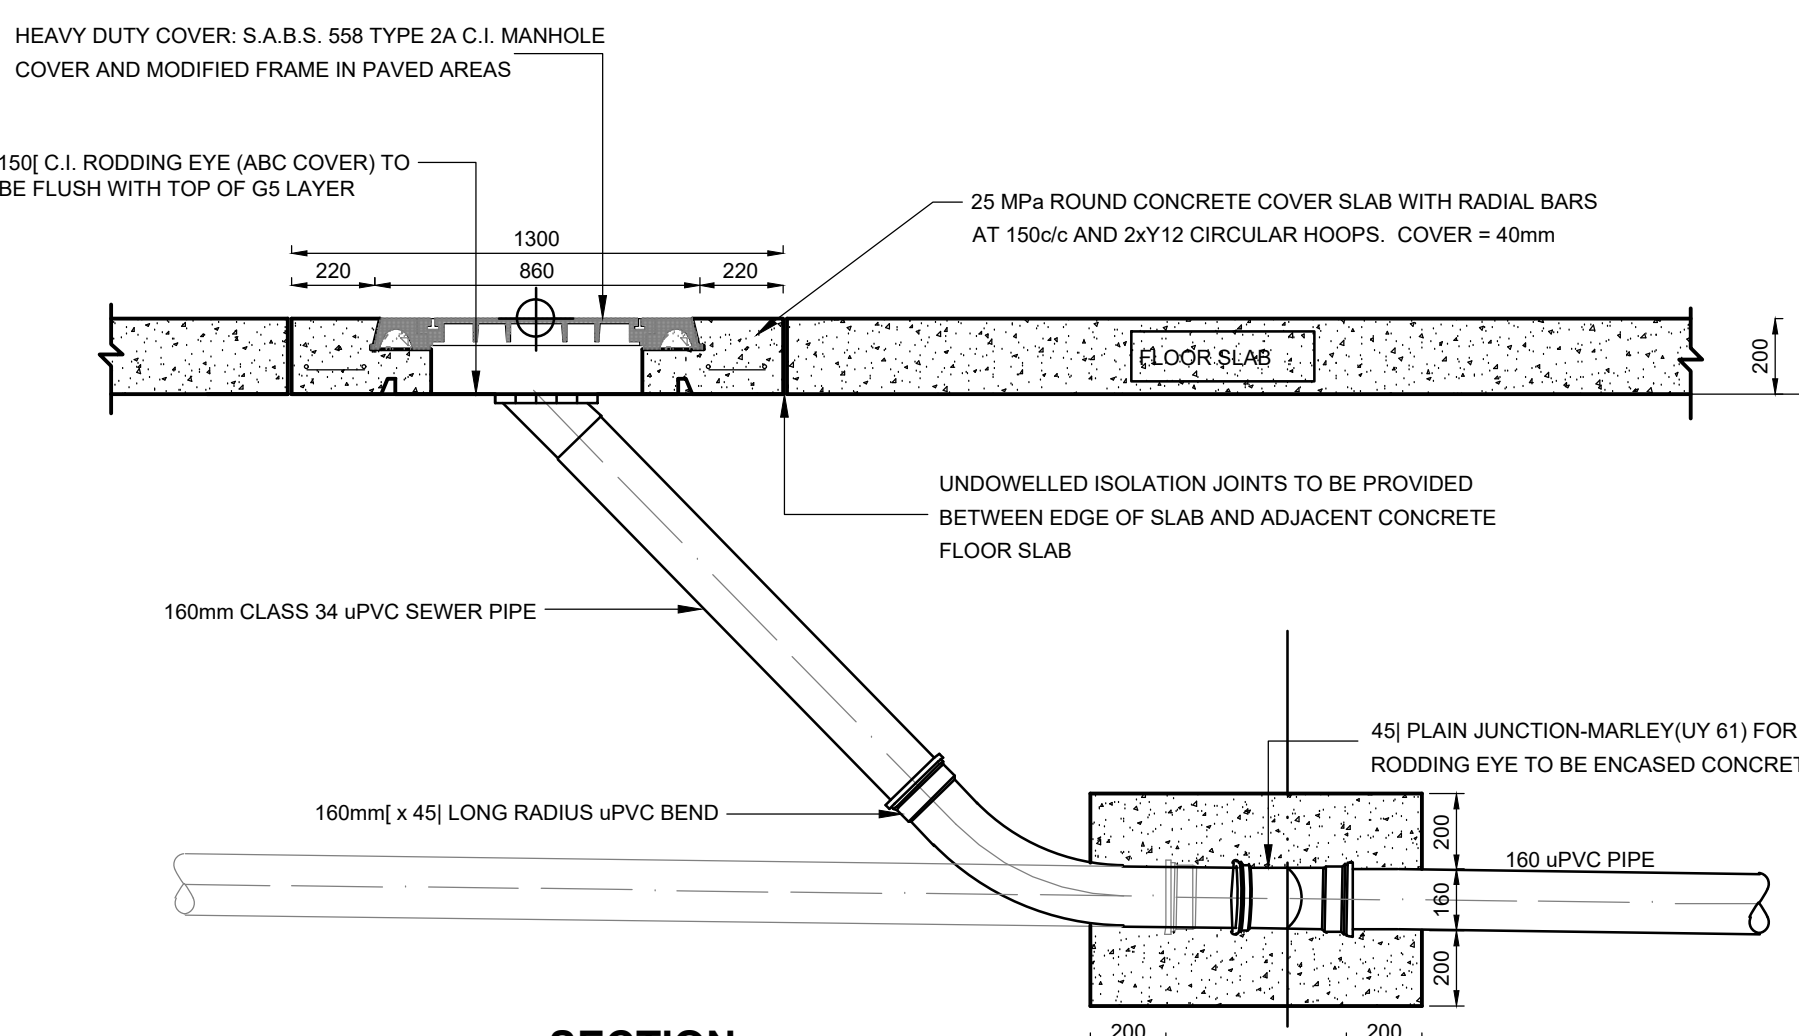 HEAVY DUTY COVER: S.A.B.S. 558 TYPE 2A C.I. MANHOLE
COVER AND MODIFIED FRAME IN PAVED AREAS
150[ C.I. RODDING EYE (ABC COVER) TO
BE FLUSH WITH TOP OF G5 LAYER
25 MPa ROUND CONCRETE COVER SLAB WITH RADIAL BARS
AT 150c/c AND 2xY12 CIRCULAR HOOPS. COVER = 40mm
1300
220
860
220
FLOOR SLAB
200
UNDOWELLED ISOLATION JOINTS TO BE PROVIDED
BETWEEN EDGE OF SLAB AND ADJACENT CONCRETE
FLOOR SLAB
160mm CLASS 34 uPVC SEWER PIPE
45| PLAIN JUNCTION-MARLEY(UY 61) FOR
RODDING EYE TO BE ENCASED CONCRET
160mm[ x 45| LONG RADIUS uPVC BEND
200
160 uPVC PIPE
160
200
SECTION
200
200